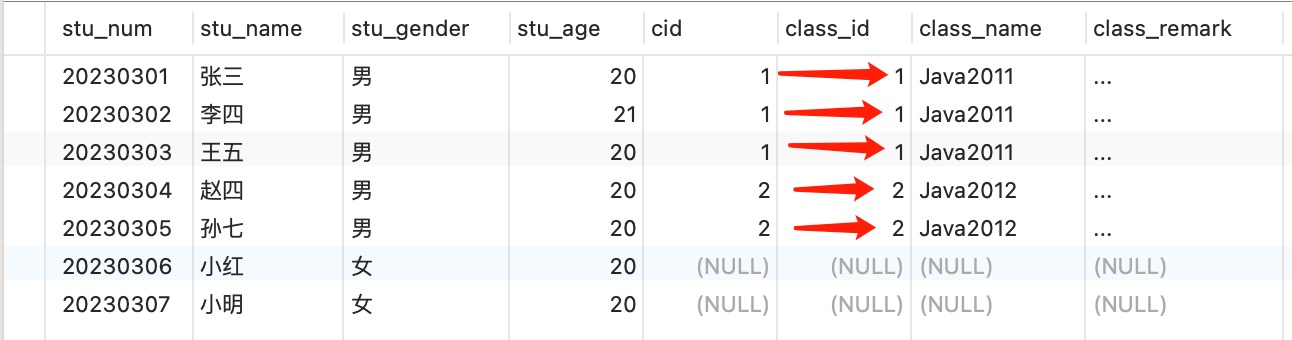 stu_num stu_name stu_gender stu_age cid class_id class_name class_remark
20230301 张三 男 20 1 1 Java2011 ...
20230302 李四 男 21 1 1 Java2011 ...
20230303 王五 男 20 1 1 Java2011 ...
20230304 赵四 男 20 2 2 Java2012 ...
20230305 孙七 男 20 2 2 Java2012 ...
20230306 小红 女 20 (NULL) (NULL) (NULL) (NULL)
20230307 小明 女 20 (NULL) (NULL) (NULL) (NULL)